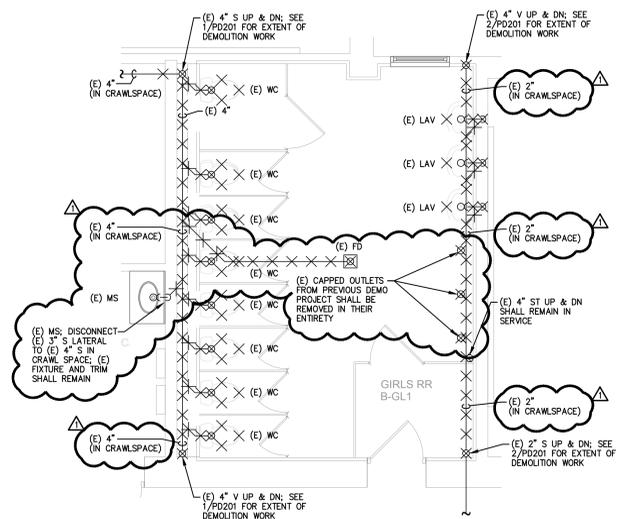 (E) 4" S UP & DN; SEE
1/PD201 FOR EXTENT OF
DEMOLITION WORK
(E) 4" V UP & DN; SEE
2/PD201 FOR EXTENT OF
DEMOLITION WORK
(E) 4"
(IN CRAWLSPACE)
(E) WC
(E) 4"
(E) 2"
(IN CRAWLSPACE)
1
(E) LAV
(E) LAV
(E) WC
(E) LAV
1
(E) 4"
(IN CRAWLSPACE)
(E) WC
(E) 2"
(IN CRAWLSPACE)
1
(E) FD
(E) WC
(E) MS
(E) CAPPED OUTLETS
FROM PREVIOUS DEMO
PROJECT SHALL BE
REMOVED IN THEIR
ENTIRETY
(E) WC
(E) 4" ST UP & DN
SHALL REMAIN IN
SERVICE
(E) MS; DISCONNECT
(E) 3" S LATERAL
TO (E) 4" S IN
CRAWL SPACE; (E)
FIXTURE AND TRIM
SHALL REMAIN
C
(E) WC
GIRLS RR
B-GL1
(E) WC
1
(E) 4"
(IN CRAWLSPACE)
(E) WC
(E) 2"
(IN CRAWLSPACE)
1
(E) 4" V UP & DN; SEE
1/PD201 FOR EXTENT OF
DEMOLITION WORK
(E) 2" S UP & DN; SEE
2/PD201 FOR EXTENT OF
DEMOLITION WORK